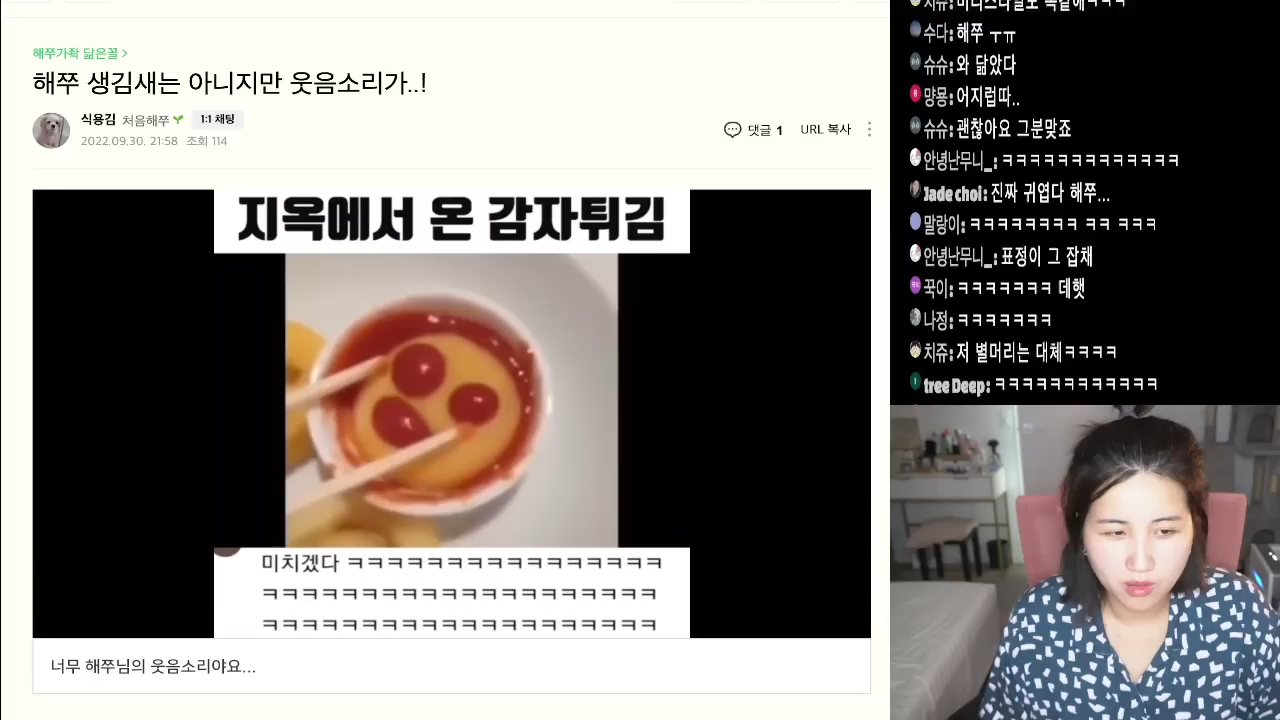 해쭈가좍 닮은꼴 >
해쭈 생김새는 아니지만 웃음소리가..!
식용김 처음해쭈 1:1 채팅
2022.09.30. 21:58 조회 114
댓글 1 URL 복사
지옥에서 온 감자튀김
미치겠다 ㅋㅋㅋㅋㅋㅋㅋㅋㅋㅋㅋㅋㅋㅋㅋㅋ
ㅋㅋㅋㅋㅋㅋㅋㅋㅋㅋㅋㅋㅋㅋㅋㅋㅋㅋㅋㅋ
ㅋㅋㅋㅋㅋㅋㅋㅋㅋㅋㅋㅋㅋㅋㅋㅋㅋㅋㅋㅋ
너무 해쭈님의 웃음소리야요...
수다: 해쭈 ㅜㅠ
슈슈: 와 닮았다
먕묭: 어지럽따..
슈슈: 괜찮아요 그분맞죠
안녕난무니_: ㅋㅋㅋㅋㅋㅋㅋㅋㅋㅋㅋㅋㅋ
Jade choi: 진짜 귀엽다 해쭈...
말랑이: ㅋㅋㅋㅋㅋㅋㅋㅋ ㅋㅋ ㅋㅋㅋ
안녕난무니_: 표정이 그 잡채
꾹이: ㅋㅋㅋㅋㅋㅋㅋ 데햇
나정: ㅋㅋㅋㅋㅋㅋㅋ
치쥬: 저 별머리는 대체ㅋㅋㅋㅋ
tree Deep: ㅋㅋㅋㅋㅋㅋㅋㅋㅋㅋㅋㅋ